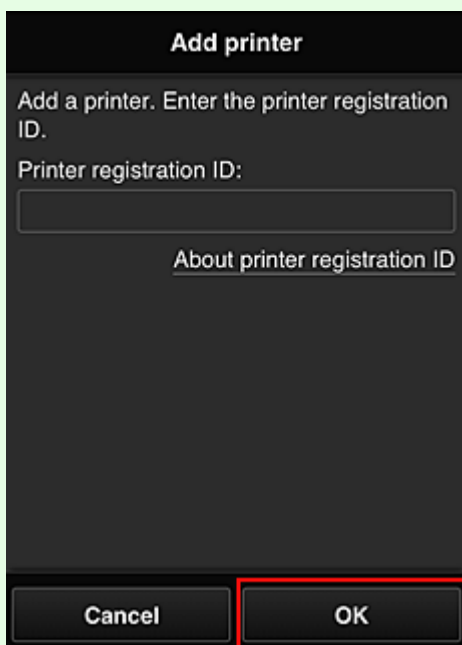 Add printer
Add a printer. Enter the printer registration
ID.
Printer registration ID:
About printer registration ID
Cancel
OK